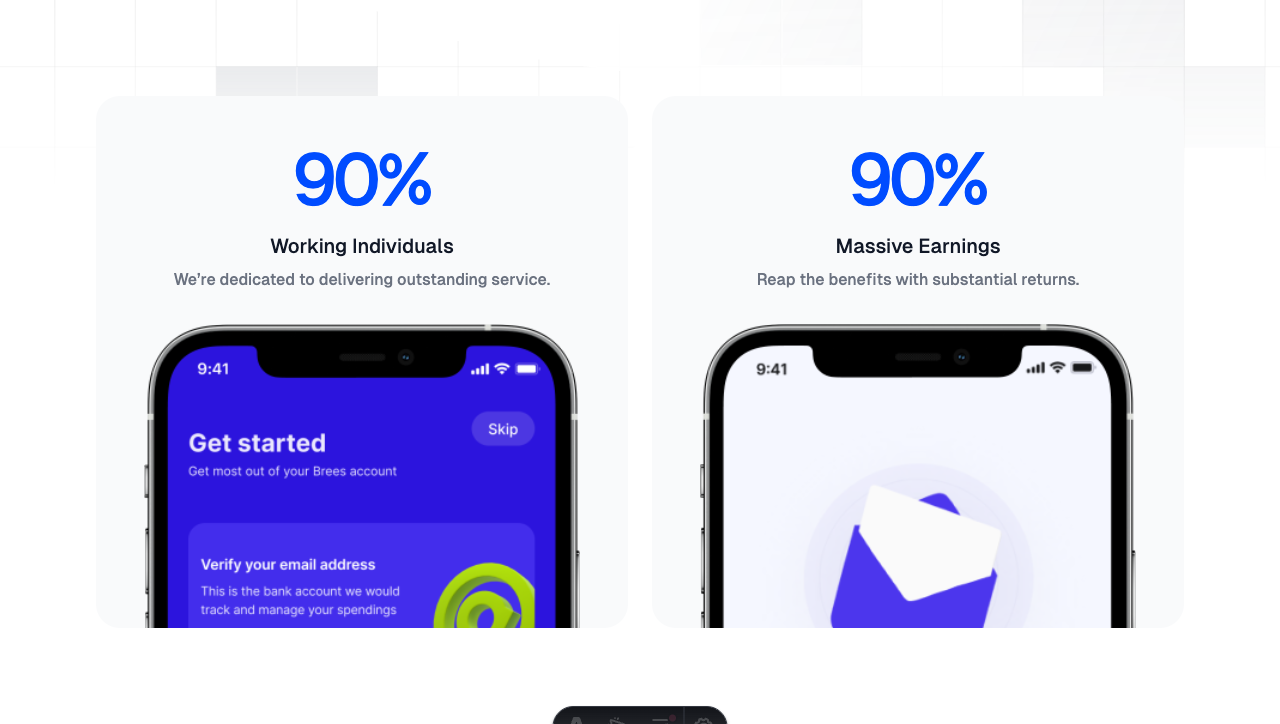 90%
Working Individuals
We’re dedicated to delivering outstanding service.
9:41
Skip
Get started
Get most out of your Brees account
Verify your email address
This is the bank account we would
track and manage your spendings
90%
Massive Earnings
Reap the benefits with substantial returns.
9:41